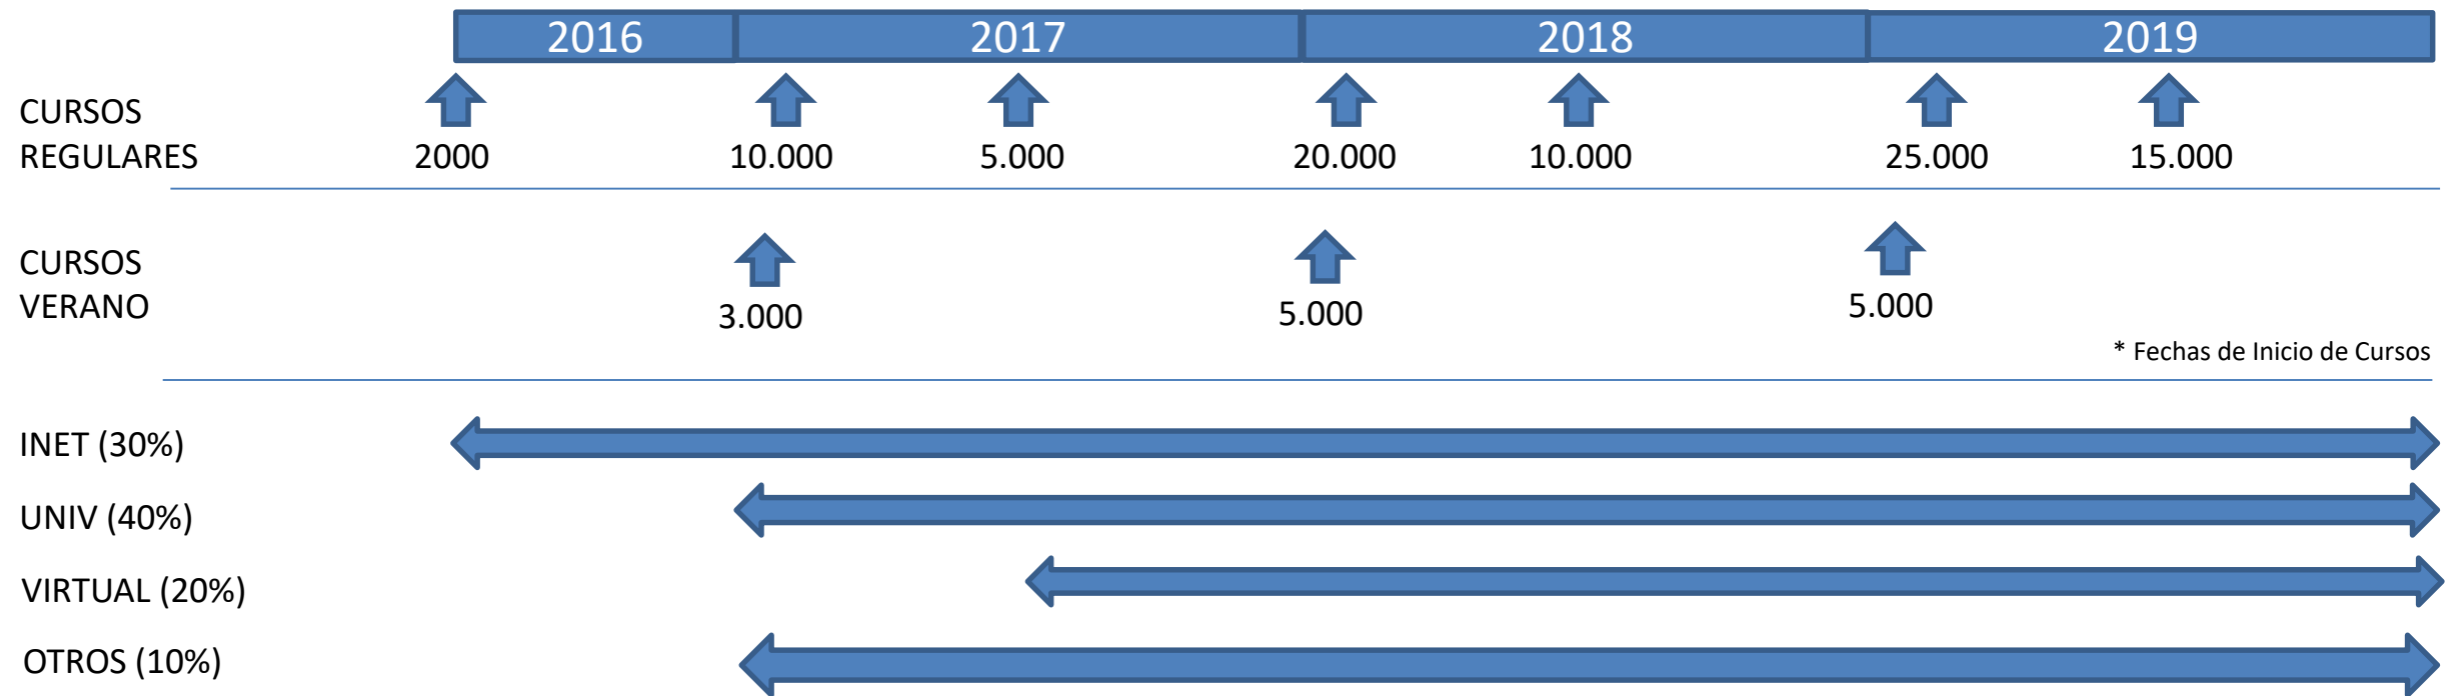 2016 2017 2018 2019
CURSOS
REGULARES
2000 10.000 5.000 20.000 10.000 25.000 15.000
CURSOS
VERANO
3.000 5.000 5.000
* Fechas de Inicio de Cursos
INET (30%)
UNIV (40%)
VIRTUAL (20%)
OTROS (10%)